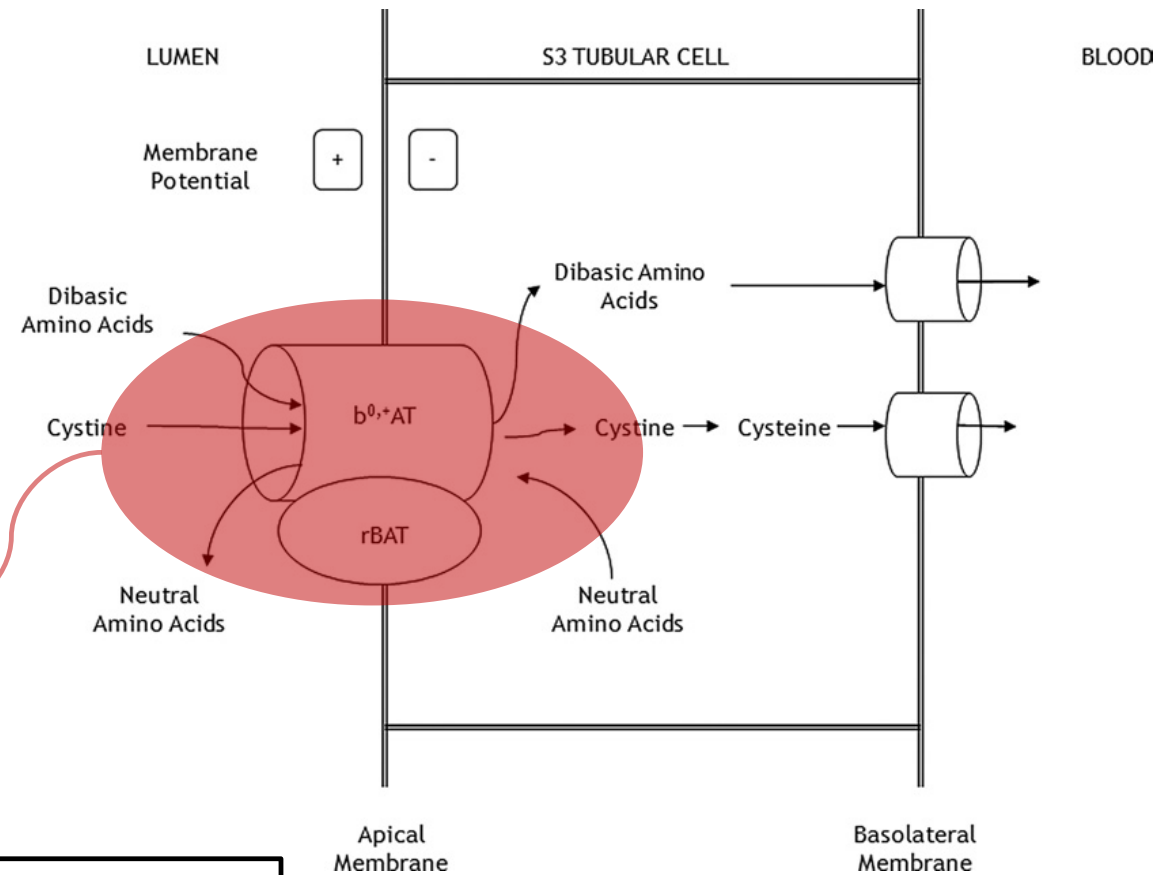 LUMEN
S3 TUBULAR CELL
BLOOD
Membrane
Potential
+
-
Dibasic
Amino Acids
Dibasic Amino
Acids
b⁰,⁺AT
Cystine
Cystine
Cysteine
rBAT
Neutral
Amino Acids
Neutral
Amino Acids
Apical
Membrane
Basolateral
Membrane